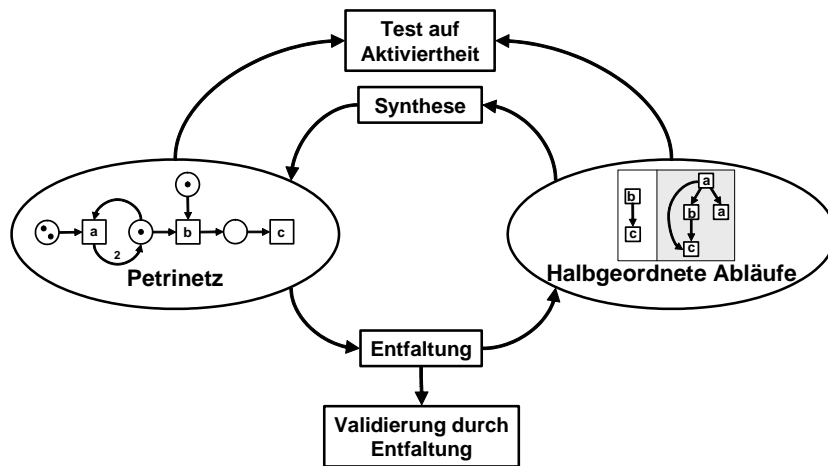 Test auf
Aktiviertheit
Synthese
a
b
c
2
Petrinetz
b
c
a
b
a
c
Halbgeordnete Abläufe
Entfaltung
Validierung durch
Entfaltung